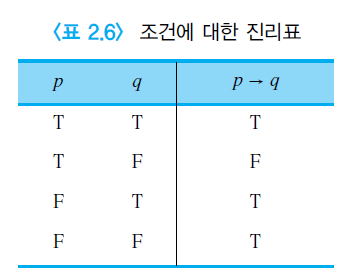 〈표 2.6〉 조건에 대한 진리표
p q p → q
T T T
T F F
F T T
F F T